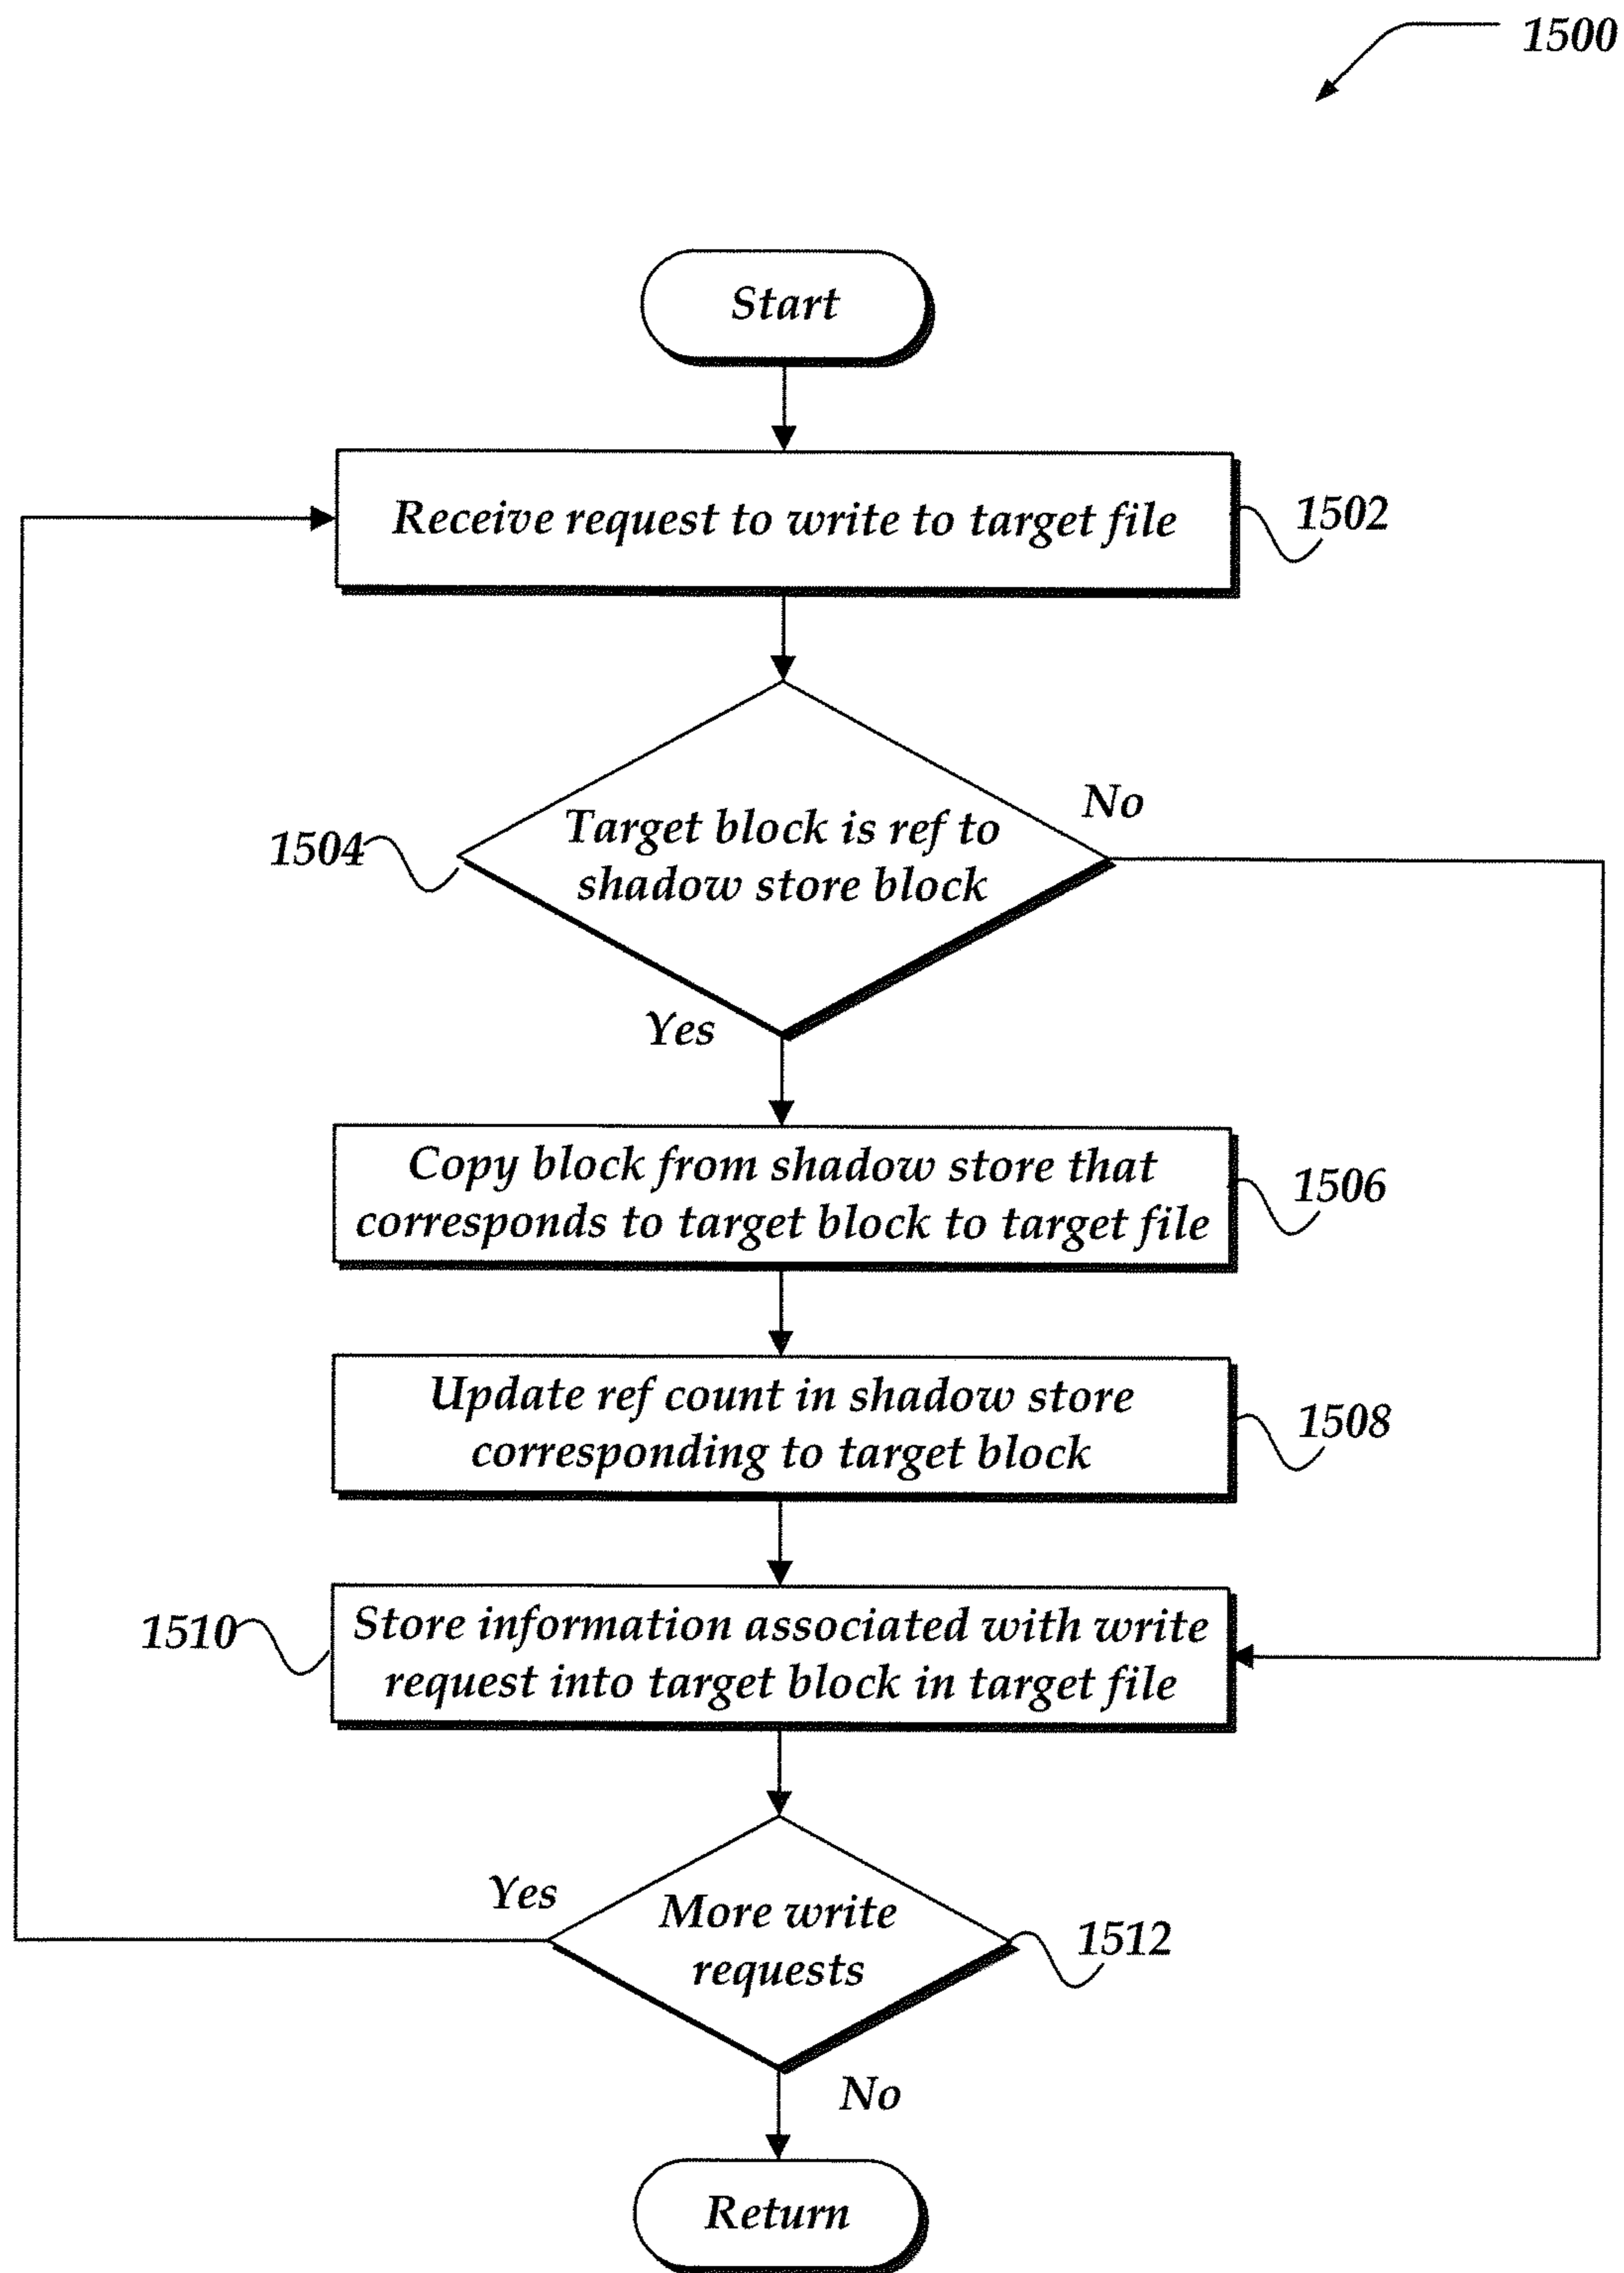 1500
Start
Receive request to write to target file
1502
No
Target block is ref to
shadow store block
1504
Yes
Copy block from shadow store that
corresponds to target block to target file
1506
Update ref count in shadow store
corresponding to target block
1508
Store information associated with write
request into target block in target file
1510
Yes
More write
requests
1512
No
Return